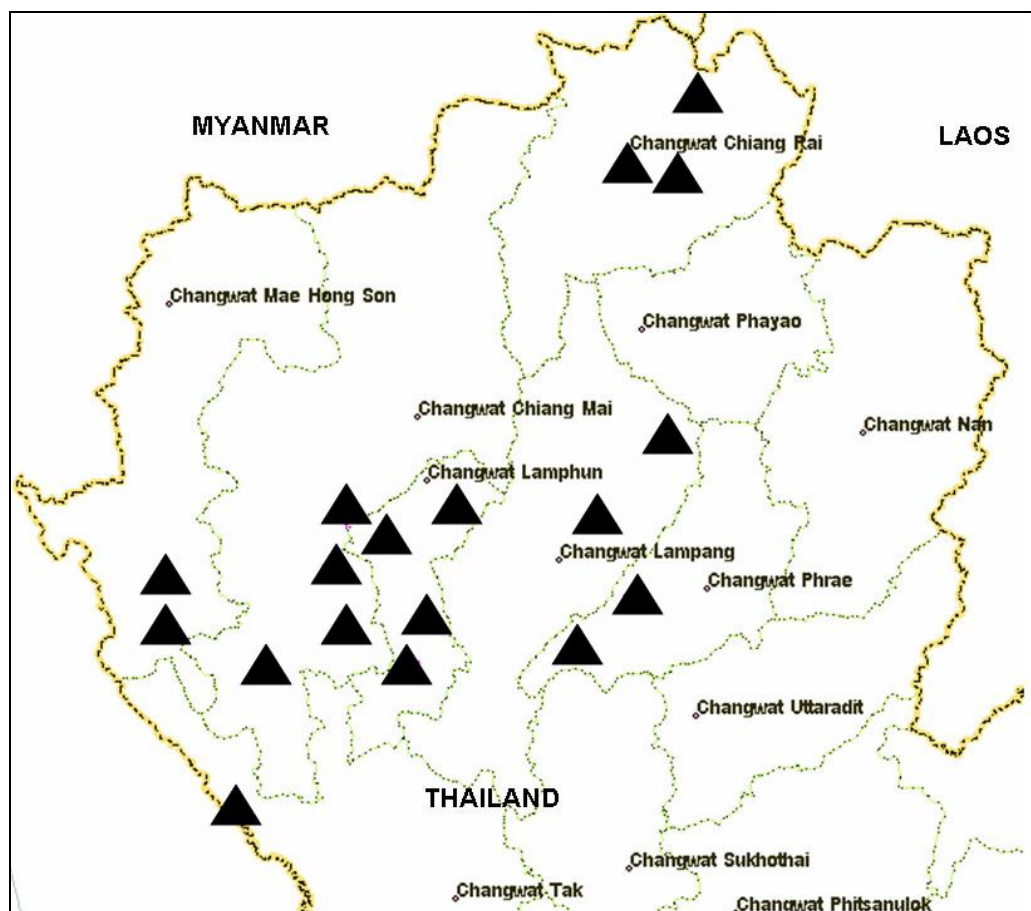 MYANMAR
LAOS
Changwat Chiang Rai
Changwat Mae Hong Son
Changwat Phayao
Changwat Chiang Mai
Changwat Nan
Changwat Lamphun
Changwat Lampang
Changwat Phrae
Changwat Uttaradit
THAILAND
Changwat Sukhothai
Changwat Tak
Changwat Phitsanulok